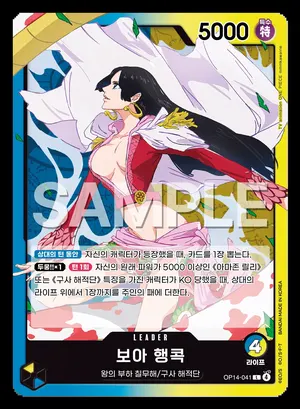 5000
특수
特
SAMPLE
상대의 턴 동안 자신의 캐릭터가 등장했을 때, 카드를 1장 뽑는다.
두웅!!×1 턴 1회 자신의 원래 파워가 5000 이상인 《아마존 릴리》
또는 《구사 해적단》 특징을 가진 캐릭터가 KO 당했을 때, 상대의
라이프 위에서 1장까지를 주인의 패에 더한다.
LEADER
보아 행콕
왕의 부하 칠무해/구사 해적단
4
라이프
OP14-041 L